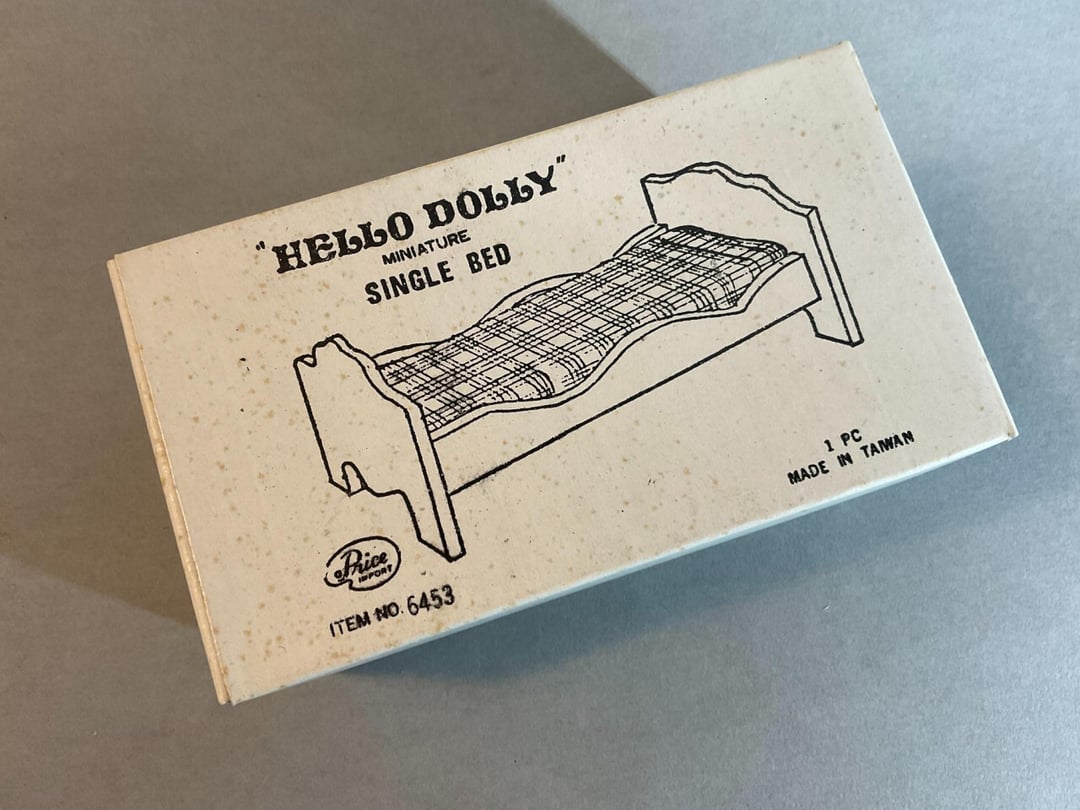 "HELLO DOLLY"
MINIATURE
SINGLE BED
1 PC
MADE IN TAIWAN
Price
IMPORT
ITEM NO. 6453